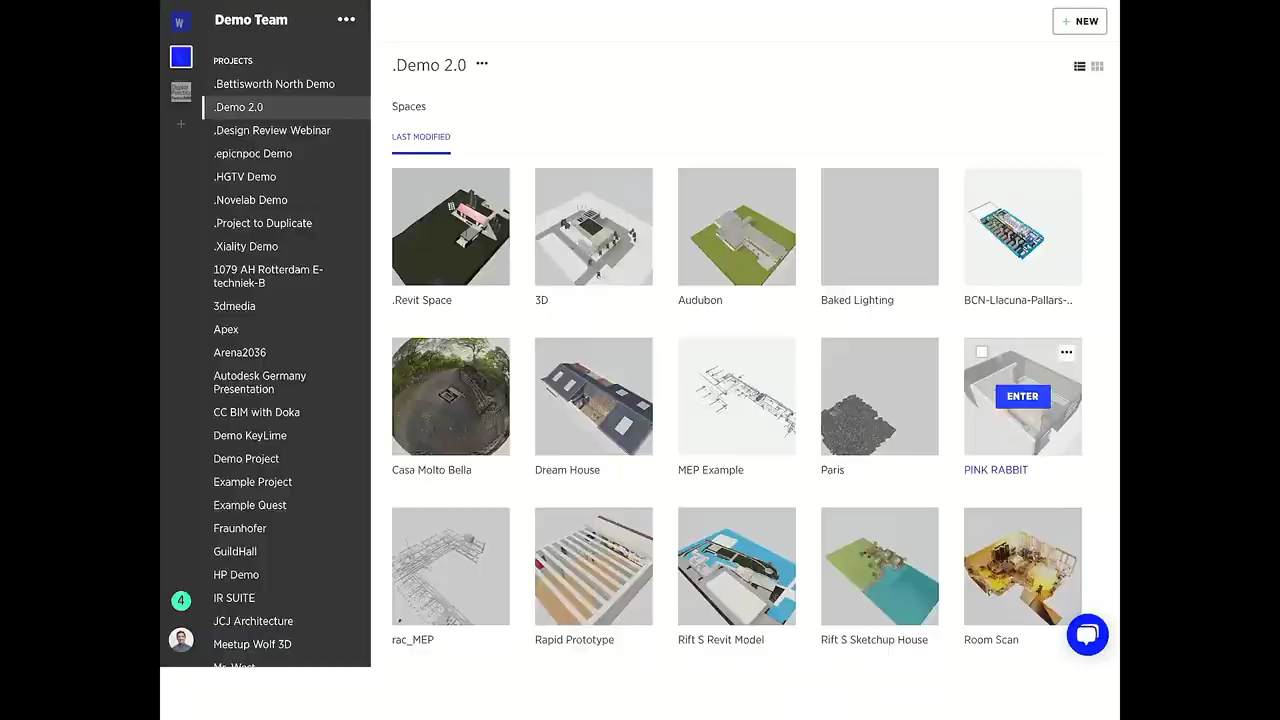 W
Demo Team
PROJECTS
.Bettisworth North Demo
.Demo 2.0
.Design Review Webinar
.epicnpoc Demo
.HGTV Demo
.Novelab Demo
.Project to Duplicate
.Xiality Demo
1079 AH Rotterdam E-
techniek-B
3dmedia
Apex
Arena2036
Autodesk Germany
Presentation
CC BIM with Doka
Demo KeyLime
Demo Project
Example Project
Example Quest
Fraunhofer
GuildHall
HP Demo
IR SUITE
JCJ Architecture
Meetup Wolf 3D
Mr. West
4
+ NEW
.Demo 2.0
Spaces
LAST MODIFIED
.Revit Space
3D
Audubon
Baked Lighting
BCN-Llacuna-Pallars-..
ENTER
Casa Molto Bella
Dream House
MEP Example
Paris
PINK RABBIT
rac_MEP
Rapid Prototype
Rift S Revit Model
Rift S Sketchup House
Room Scan